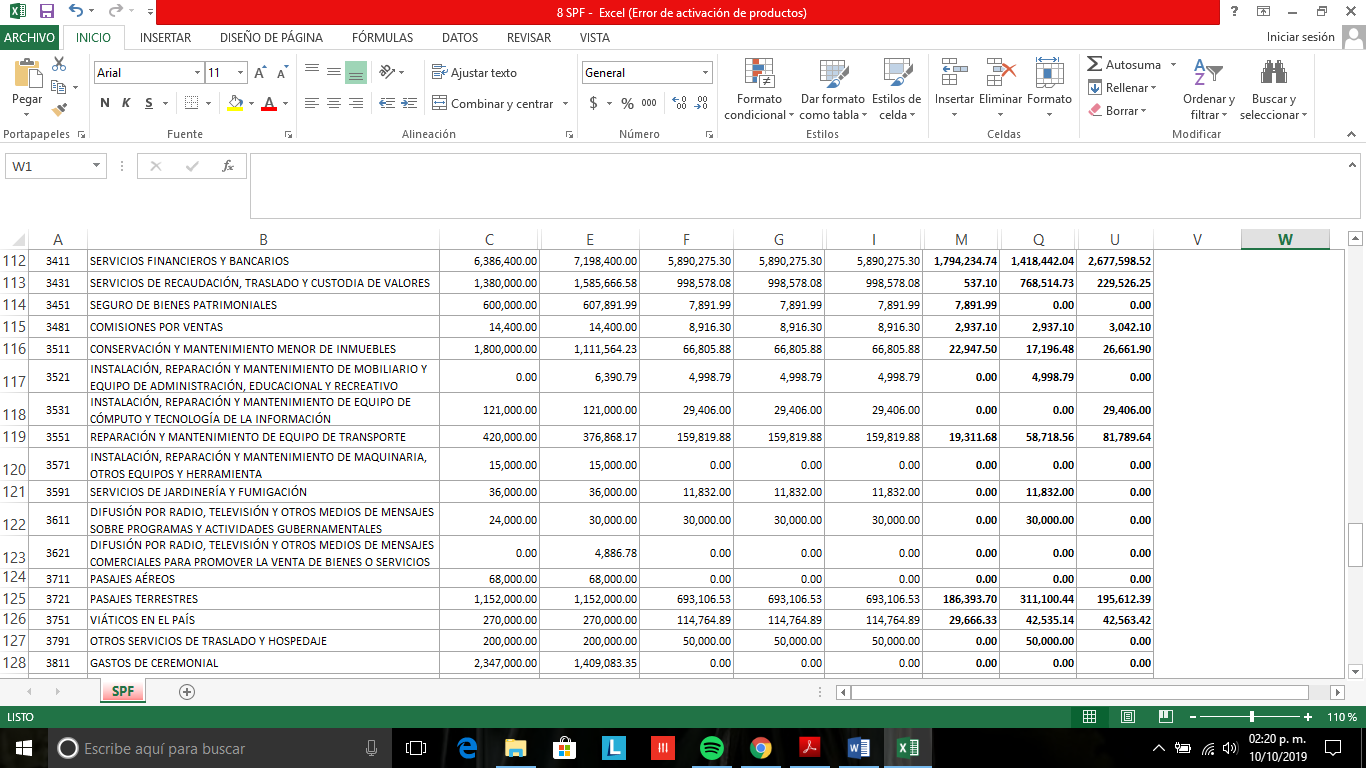 8 SPF - Excel (Error de activación de productos)
?
ARCHIVO INICIO INSERTAR DISEÑO DE PÁGINA FÓRMULAS DATOS REVISAR VISTA Iniciar sesión
Pegar
Arial 11
N K S
Ajustar texto
Combinar y centrar
General
$ % 000
Formato condicional
Dar formato como tabla
Estilos de celda
Insertar Eliminar Formato
Autosuma
Rellenar
Borrar
Ordenar y filtrar
Buscar y seleccionar
Portapapeles Fuente Alineación Número Estilos Celdas Modificar
W1 fx
A B C E F G I M Q U V W
112 3411 SERVICIOS FINANCIEROS Y BANCARIOS 6,386,400.00 7,198,400.00 5,890,275.30 5,890,275.30 5,890,275.30 1,794,234.74 1,418,442.04 2,677,598.52
113 3431 SERVICIOS DE RECAUDACIÓN, TRASLADO Y CUSTODIA DE VALORES 1,380,000.00 1,585,666.58 998,578.08 998,578.08 998,578.08 537.10 768,514.73 229,526.25
114 3451 SEGURO DE BIENES PATRIMONIALES 600,000.00 607,891.99 7,891.99 7,891.99 7,891.99 7,891.99 0.00 0.00
115 3481 COMISIONES POR VENTAS 14,400.00 14,400.00 8,916.30 8,916.30 8,916.30 2,937.10 2,937.10 3,042.10
116 3511 CONSERVACIÓN Y MANTENIMIENTO MENOR DE INMUEBLES 1,800,000.00 1,111,564.23 66,805.88 66,805.88 66,805.88 22,947.50 17,196.48 26,661.90
INSTALACIÓN, REPARACIÓN Y MANTENIMIENTO DE MOBILIARIO Y
117 3521 EQUIPO DE ADMINISTRACIÓN, EDUCACIONAL Y RECREATIVO 0.00 6,390.79 4,998.79 4,998.79 4,998.79 0.00 4,998.79 0.00
INSTALACIÓN, REPARACIÓN Y MANTENIMIENTO DE EQUIPO DE
118 3531 CÓMPUTO Y TECNOLOGÍA DE LA INFORMACIÓN 121,000.00 121,000.00 29,406.00 29,406.00 29,406.00 0.00 0.00 29,406.00
119 3551 REPARACIÓN Y MANTENIMIENTO DE EQUIPO DE TRANSPORTE 420,000.00 376,868.17 159,819.88 159,819.88 159,819.88 19,311.68 58,718.56 81,789.64
INSTALACIÓN, REPARACIÓN Y MANTENIMIENTO DE MAQUINARIA,
120 3571 OTROS EQUIPOS Y HERRAMIENTA 15,000.00 15,000.00 0.00 0.00 0.00 0.00 0.00 0.00
121 3591 SERVICIOS DE JARDINERÍA Y FUMIGACIÓN 36,000.00 36,000.00 11,832.00 11,832.00 11,832.00 0.00 11,832.00 0.00
DIFUSIÓN POR RADIO, TELEVISIÓN Y OTROS MEDIOS DE MENSAJES
122 3611 SOBRE PROGRAMAS Y ACTIVIDADES GUBERNAMENTALES 24,000.00 30,000.00 30,000.00 30,000.00 30,000.00 0.00 30,000.00 0.00
DIFUSIÓN POR RADIO, TELEVISIÓN Y OTROS MEDIOS DE MENSAJES
123 3621 COMERCIALES PARA PROMOVER LA VENTA DE BIENES O SERVICIOS 0.00 4,886.78 0.00 0.00 0.00 0.00 0.00 0.00
124 3711 PASAJES AÉREOS 68,000.00 68,000.00 0.00 0.00 0.00 0.00 0.00 0.00
125 3721 PASAJES TERRESTRES 1,152,000.00 1,152,000.00 693,106.53 693,106.53 693,106.53 186,393.70 311,100.44 195,612.39
126 3751 VIÁTICOS EN EL PAÍS 270,000.00 270,000.00 114,764.89 114,764.89 114,764.89 29,666.33 42,535.14 42,563.42
127 3791 OTROS SERVICIOS DE TRASLADO Y HOSPEDAJE 200,000.00 200,000.00 50,000.00 50,000.00 50,000.00 0.00 50,000.00 0.00
128 3811 GASTOS DE CEREMONIAL 2,347,000.00 1,409,083.35 0.00 0.00 0.00 0.00 0.00 0.00
SPF
LISTO 110 %
Escribe aquí para buscar
02:20 p. m.
10/10/2019